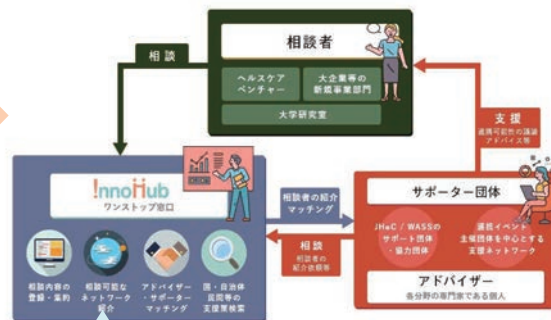 相談者
相談
ヘルスケア
ベンチャー
大企業等の
新規事業部門
大学研究室
支援
連携可能性の議論
アドバイス等
InnoHub
ワンストップ窓口
相談者の紹介
マッチング
相談
相談者の
紹介依頼等
サポーター団体
JHeC / WASSの
サポート団体
・協力団体
連携イベント
主催団体を中心とする
支援ネットワーク
アドバイザー
各分野の専門家である個人
相談内容の
登録・集約
相談可能な
ネットワーク
紹介
アドバイザー
・サポーター
マッチング
国・自治体
民間等の
支援策検索